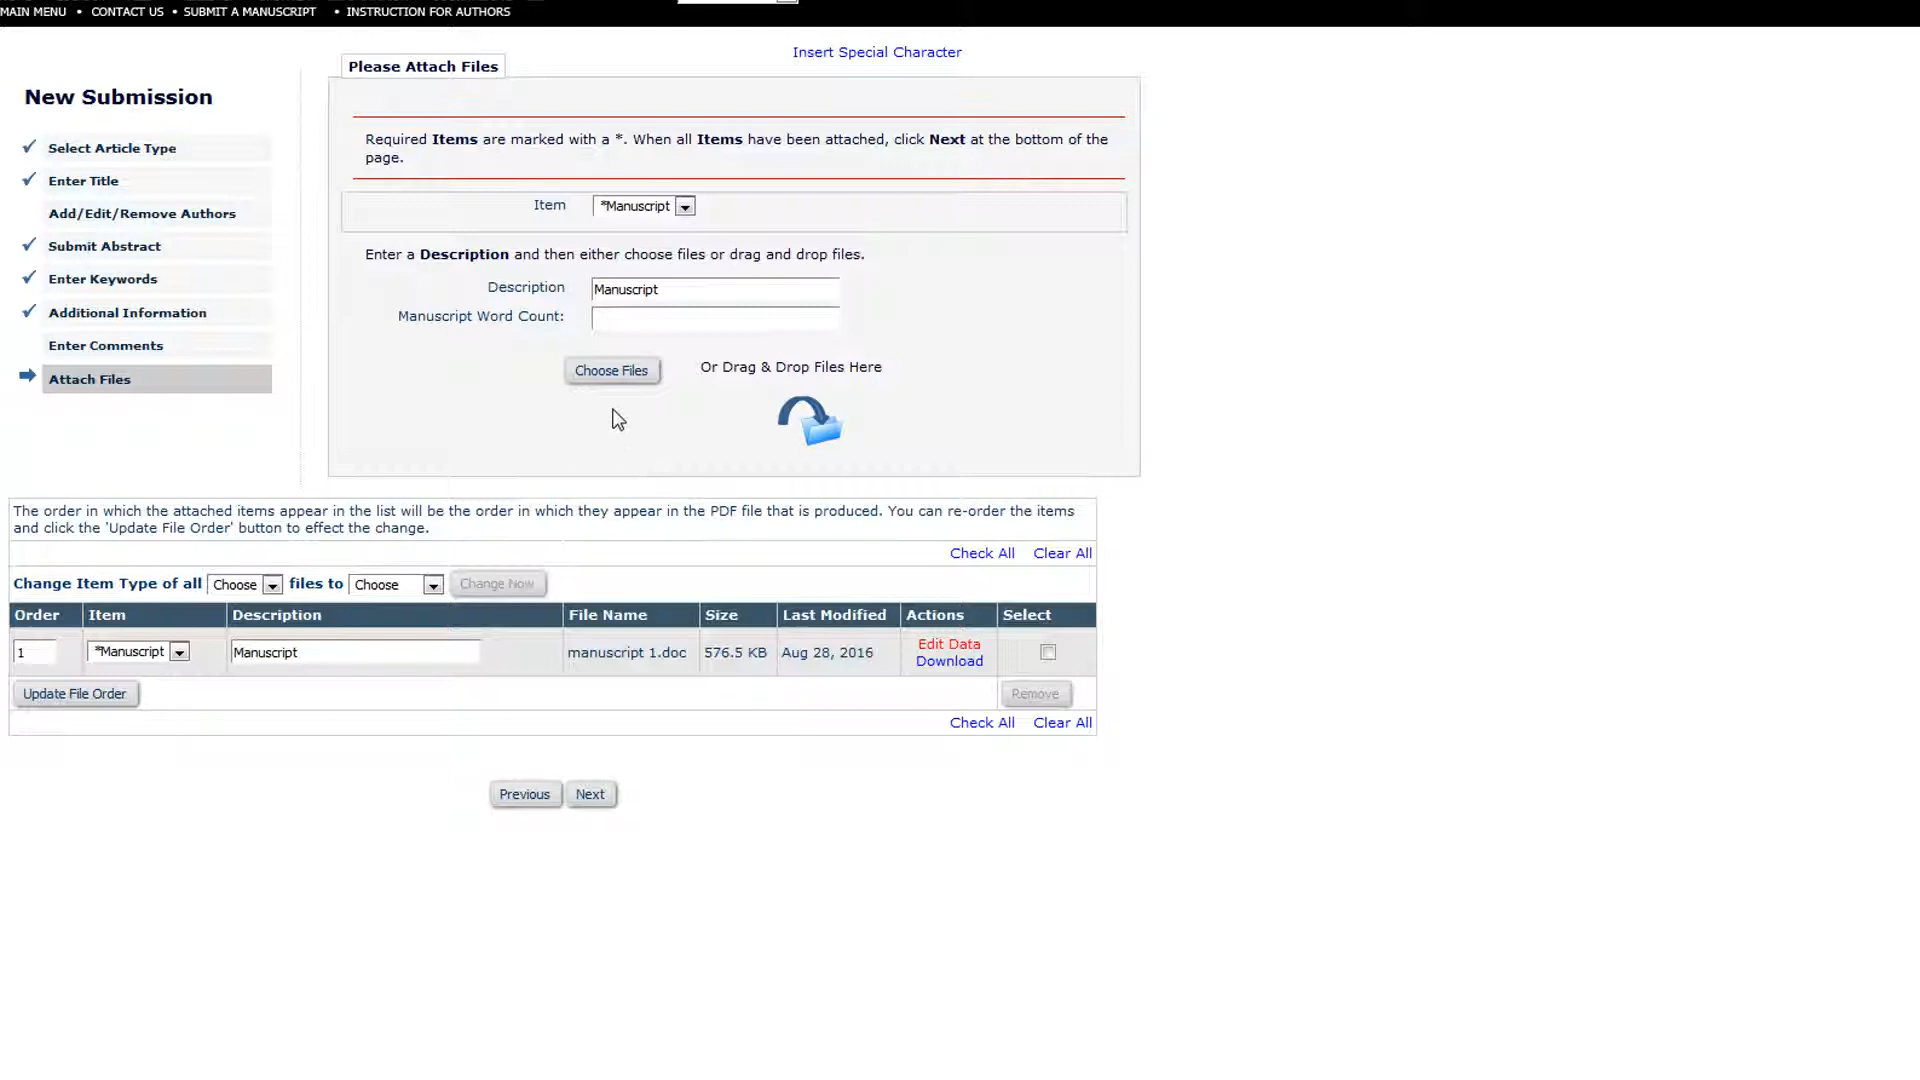 MAIN MENU • CONTACT US • SUBMIT A MANUSCRIPT • INSTRUCTION FOR AUTHORS
Insert Special Character
Please Attach Files
New Submission
Select Article Type
Enter Title
Add/Edit/Remove Authors
Submit Abstract
Enter Keywords
Additional Information
Enter Comments
Attach Files
Required Items are marked with a *. When all Items have been attached, click Next at the bottom of the
page.
Item *Manuscript
Enter a Description and then either choose files or drag and drop files.
Description Manuscript
Manuscript Word Count:
Choose Files Or Drag & Drop Files Here
The order in which the attached items appear in the list will be the order in which they appear in the PDF file that is produced. You can re-order the items
and click the 'Update File Order' button to effect the change.
Check All Clear All
Change Item Type of all Choose files to Choose Change Now
Order Item Description File Name Size Last Modified Actions Select
1 *Manuscript Manuscript manuscript 1.doc 576.5 KB Aug 28, 2016 Edit Data
Download
Update File Order Remove
Check All Clear All
Previous Next